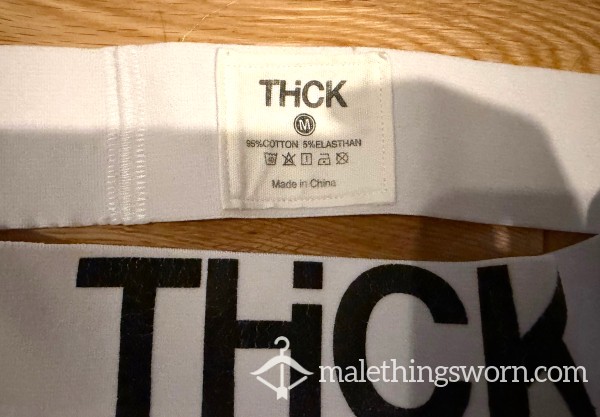 THiCK
M
95%COTTON 5%ELASTHAN
Made in China
THiCK
malethingsworn.com